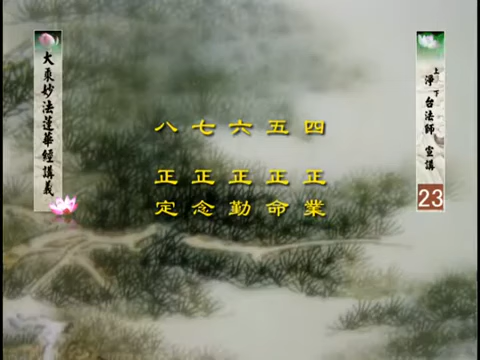 大乘妙法蓮華經講義
四 正業
五 正命
六 正勤
七 正念
八 正定
上淨下台法師 宣講
23